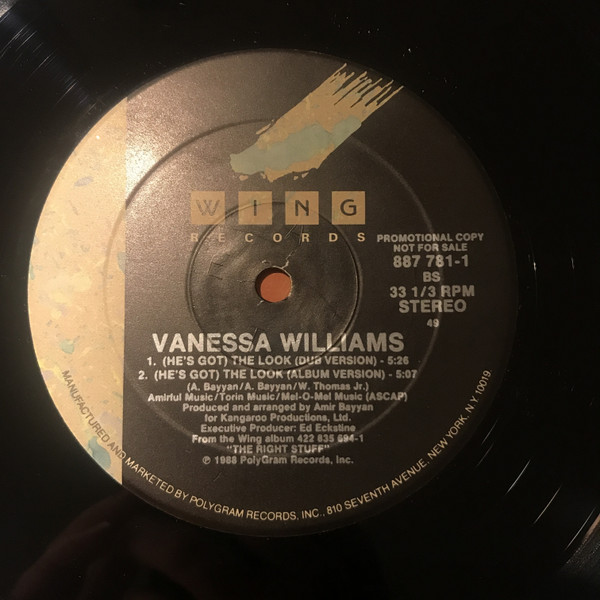 WING
RECORDS
PROMOTIONAL COPY
NOT FOR SALE
887 781-1
BS
33 1/3 RPM
STEREO
49
VANESSA WILLIAMS
1. (HE'S GOT) THE LOOK (DUB VERSION) - 5:26
2. (HE'S GOT) THE LOOK (ALBUM VERSION) - 5:07
(A. Bayyan/A. Bayyan/W. Thomas Jr.)
Amirful Music/Torin Music/Mel-O-Mel Music (ASCAP)
Produced and arranged by Amir Bayyan
for Kangaroo Productions, Ltd.
Executive Producer: Ed Eckstine
From the Wing album 422 835 694-1
"THE RIGHT STUFF"
℗ 1988 PolyGram Records, Inc.
MANUFACTURED AND MARKETED BY POLYGRAM RECORDS, INC., 810 SEVENTH AVENUE, NEW YORK, N.Y. 10019